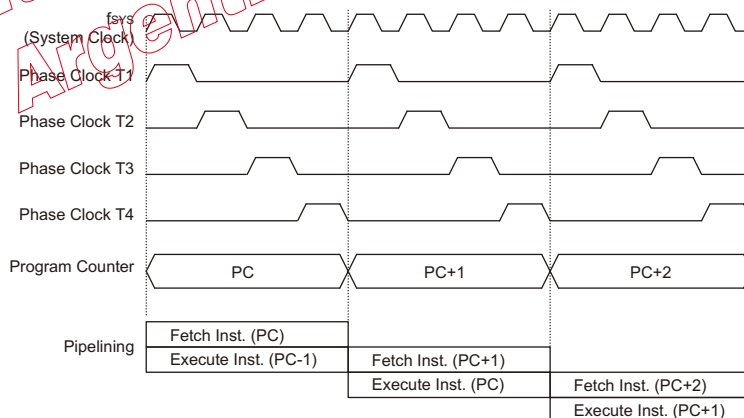 fsys
(System Clock)
Phase Clock T1
Phase Clock T2
Phase Clock T3
Phase Clock T4
Program Counter
PC
PC+1
PC+2
Pipelining
Fetch Inst. (PC)
Execute Inst. (PC-1)
Fetch Inst. (PC+1)
Execute Inst. (PC)
Fetch Inst. (PC+2)
Execute Inst. (PC+1)